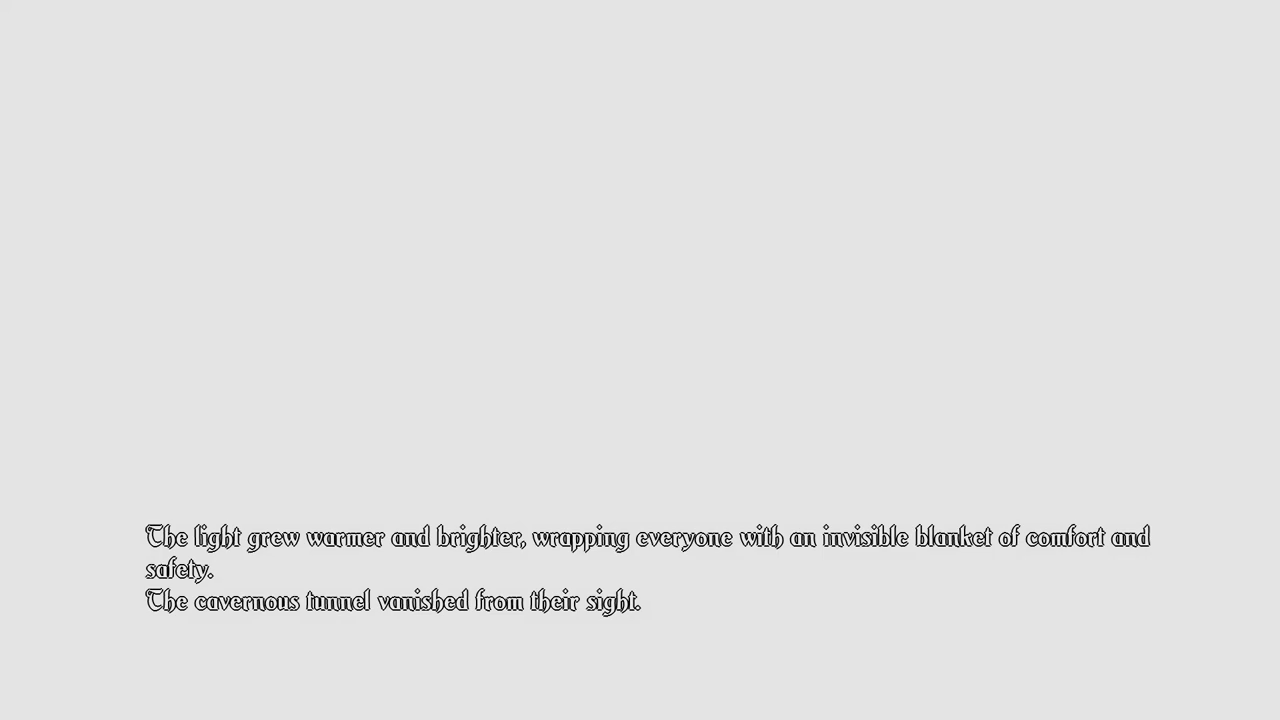 The light grew warmer and brighter, wrapping everyone with an invisible blanket of comfort and
safety.
The cavernous tunnel vanished from their sight.